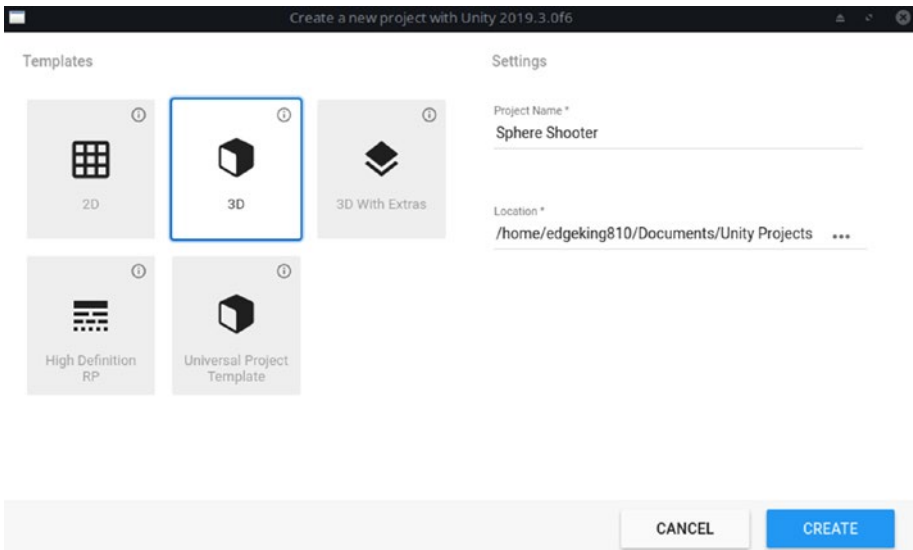 Create a new project with Unity 2019.3.0f6
Templates
Settings
2D
3D
3D With Extras
High Definition
RP
Universal Project
Template
Project Name *
Sphere Shooter
Location *
/home/edgeking810/Documents/Unity Projects
CANCEL
CREATE